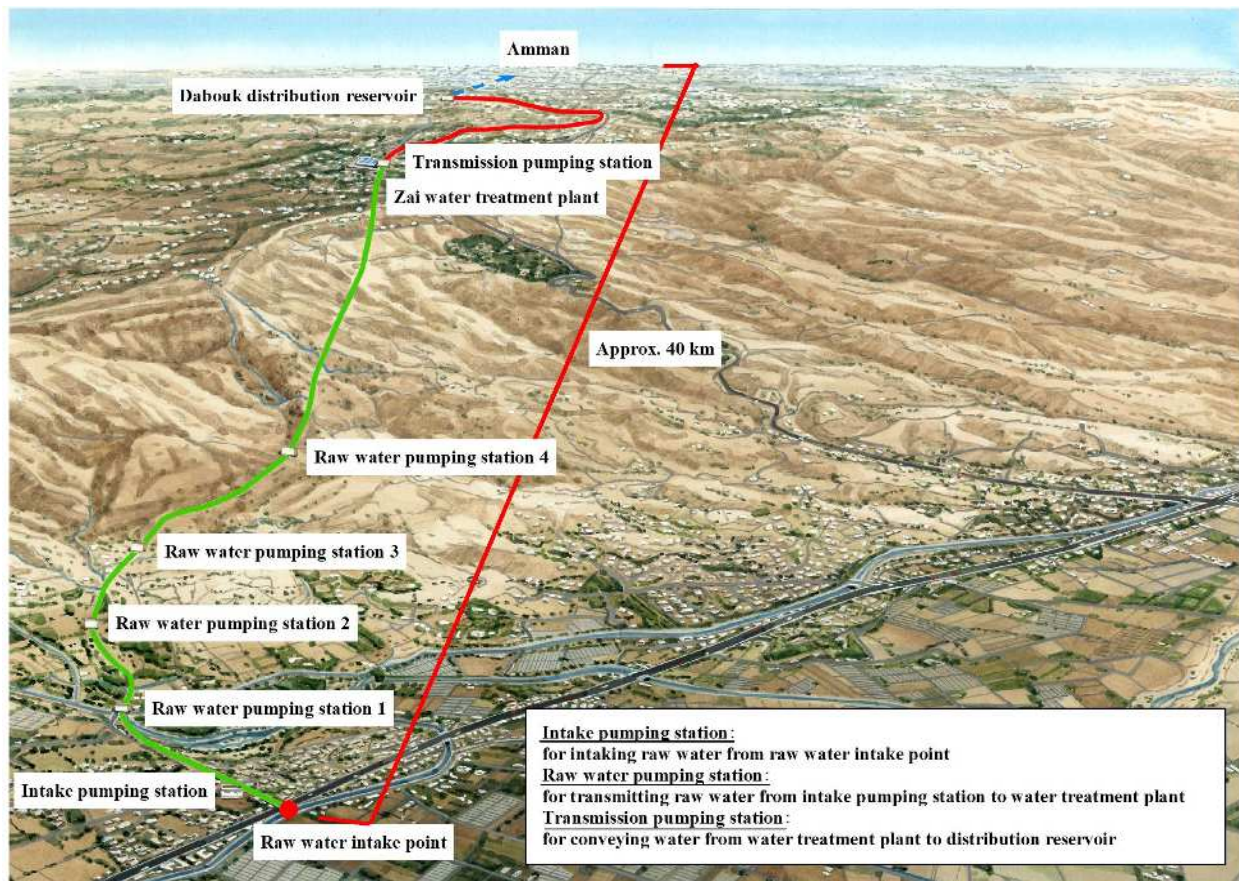 Amman
Dabouk distribution reservoir
Transmission pumping station
Zai water treatment plant
Approx. 40 km
Raw water pumping station 4
Raw water pumping station 3
Raw water pumping station 2
Raw water pumping station 1
Intake pumping station
Raw water intake point
Intake pumping station:
for intaking raw water from raw water intake point
Raw water pumping station:
for transmitting raw water from intake pumping station to water treatment plant
Transmission pumping station:
for conveying water from water treatment plant to distribution reservoir